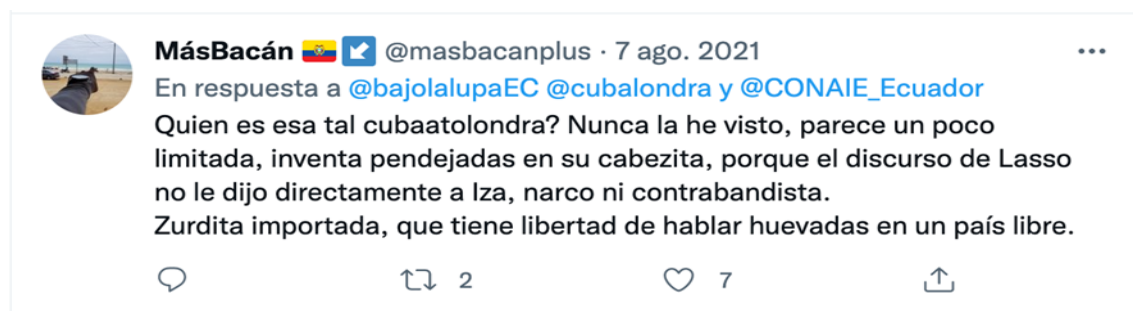 MásBacán 🇪🇨↙️ @masbacanplus · 7 ago. 2021
En respuesta a @bajolalupaEC @cubalondra y @CONAIE_Ecuador
Quien es esa tal cubaatolondra? Nunca la he visto, parece un poco
limitada, inventa pendejadas en su cabezita, porque el discurso de Lasso
no le dijo directamente a Iza, narco ni contrabandista.
Zurdita importada, que tiene libertad de hablar huevadas en un país libre.
2 7